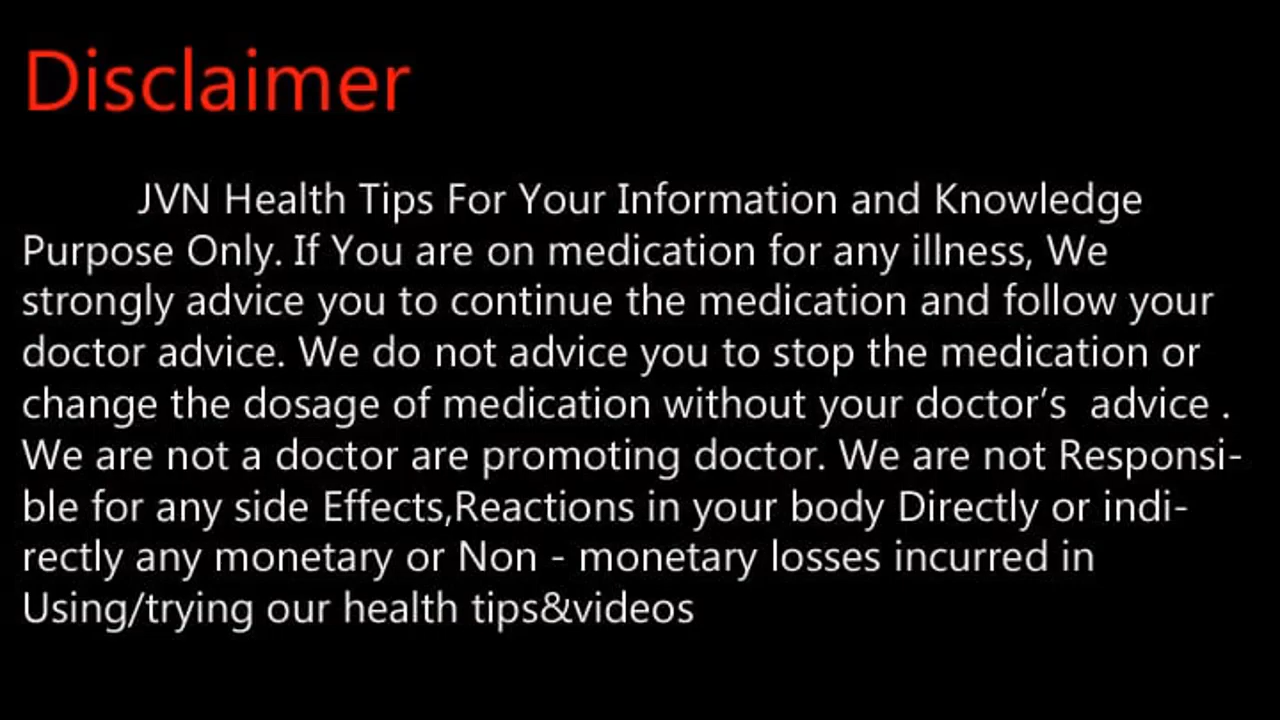 Disclaimer
JVN Health Tips For Your Information and Knowledge
Purpose Only. If You are on medication for any illness, We
strongly advice you to continue the medication and follow your
doctor advice. We do not advice you to stop the medication or
change the dosage of medication without your doctor’s  advice .
We are not a doctor are promoting doctor. We are not Responsi-
ble for any side Effects,Reactions in your body Directly or indi-
rectly any monetary or Non - monetary losses incurred in
Using/trying our health tips&videos